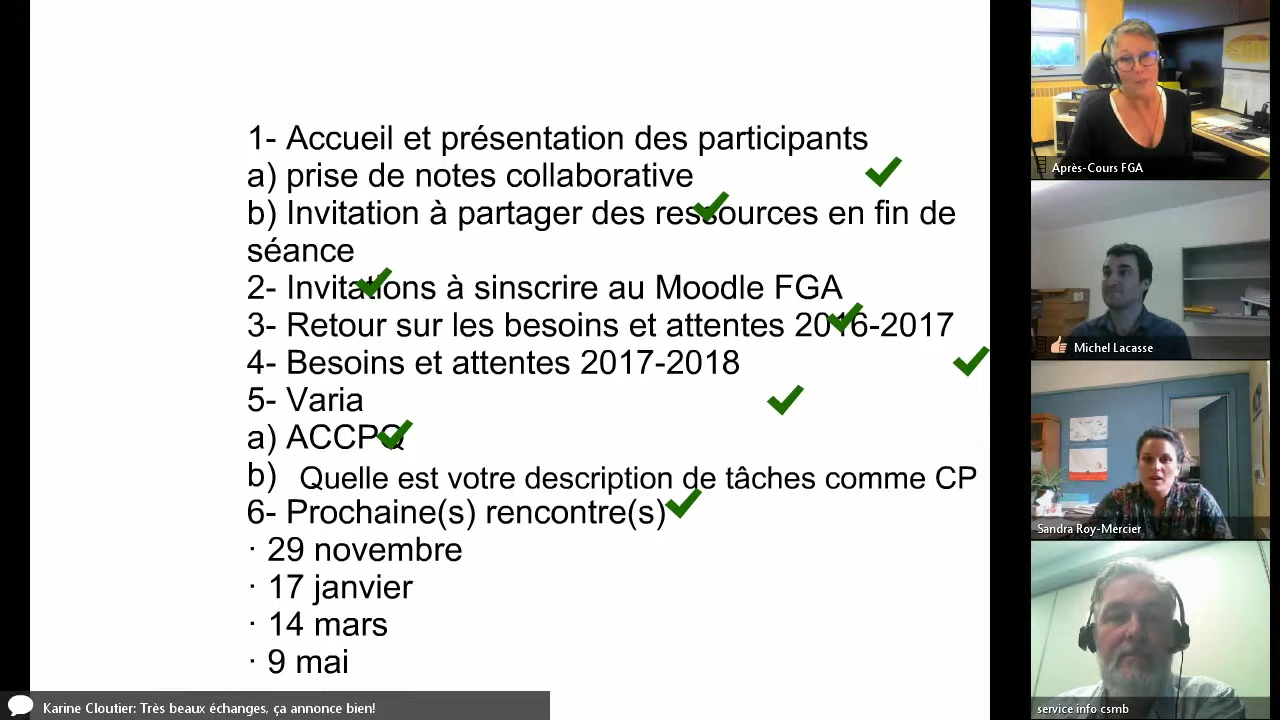 1- Accueil et présentation des participants
a) prise de notes collaborative
b) Invitation à partager des ressources en fin de
séance
2- Invitations à sinscrire au Moodle FGA
3- Retour sur les besoins et attentes 2016-2017
4- Besoins et attentes 2017-2018
5- Varia
a) ACCPQ
b) Quelle est votre description de tâches comme CP
6- Prochaine(s) rencontre(s)
· 29 novembre
· 17 janvier
· 14 mars
· 9 mai
Karine Cloutier: Très beaux échanges, ça annonce bien!
Après-Cours FGA
Michel Lacasse
Sandra Roy-Mercier
service info csmb